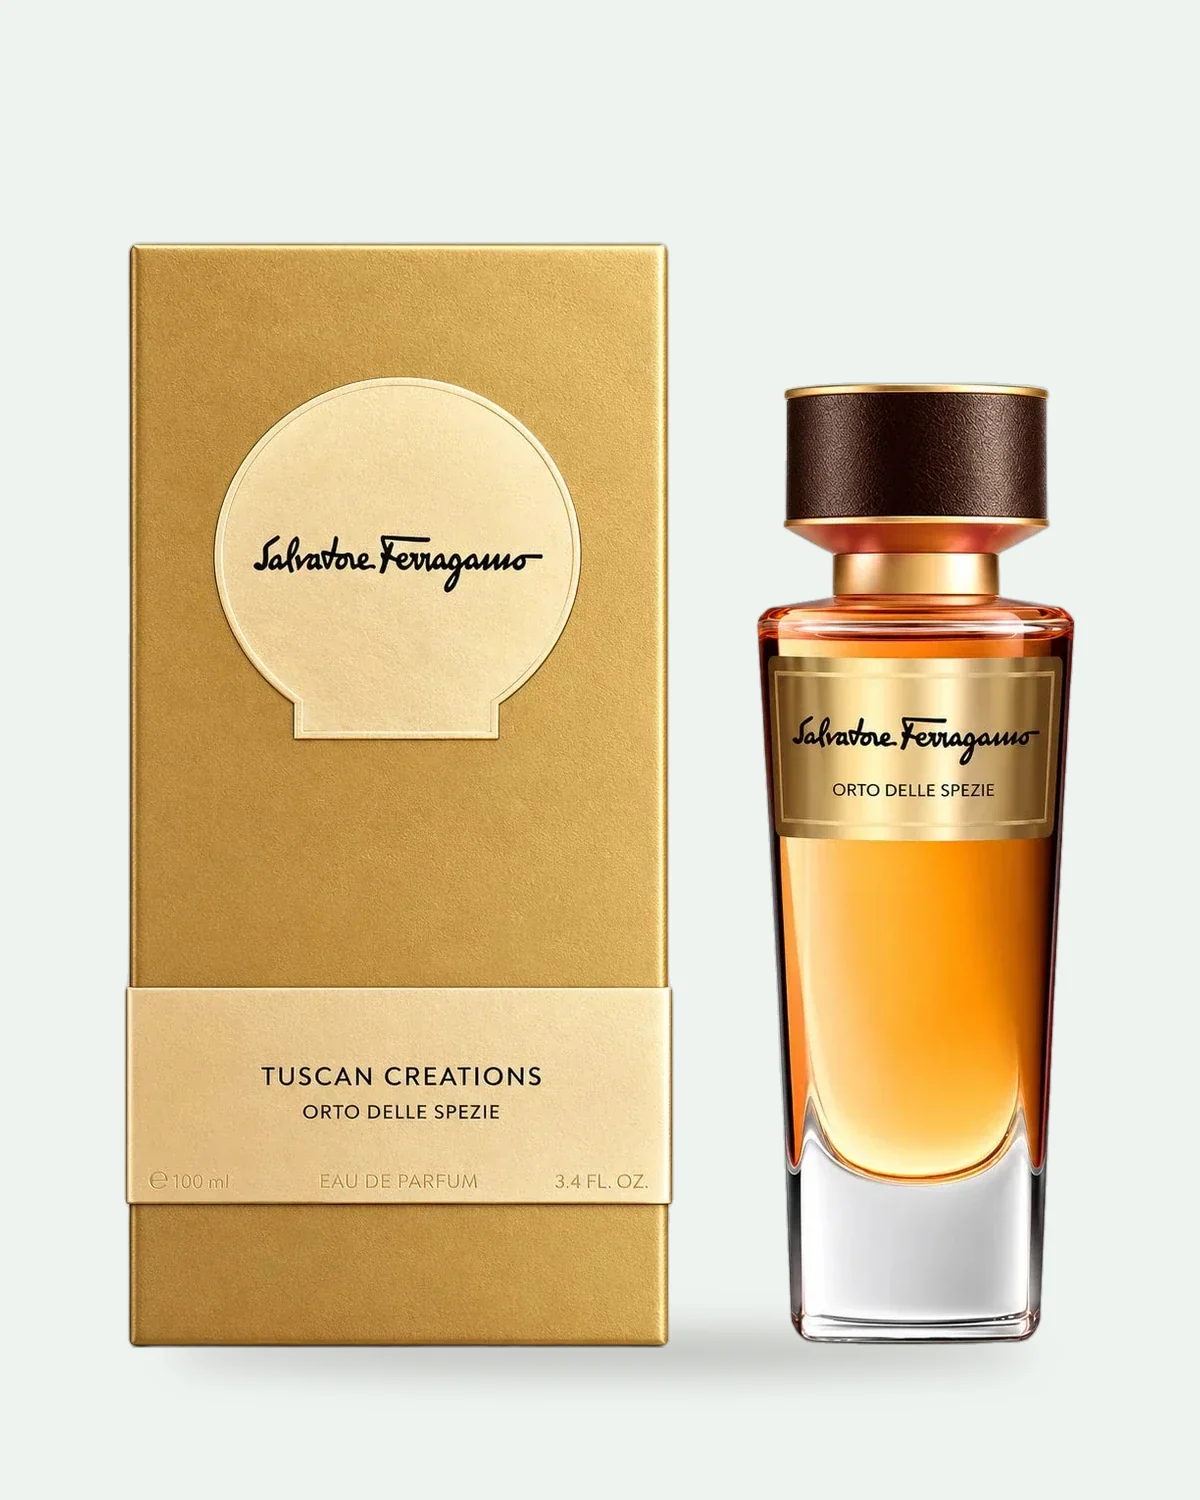 Salvatore Ferragamo
TUSCAN CREATIONS
ORTO DELLE SPEZIE
℮ 100 ml EAU DE PARFUM 3.4 FL. OZ.
Salvatore Ferragamo
ORTO DELLE SPEZIE